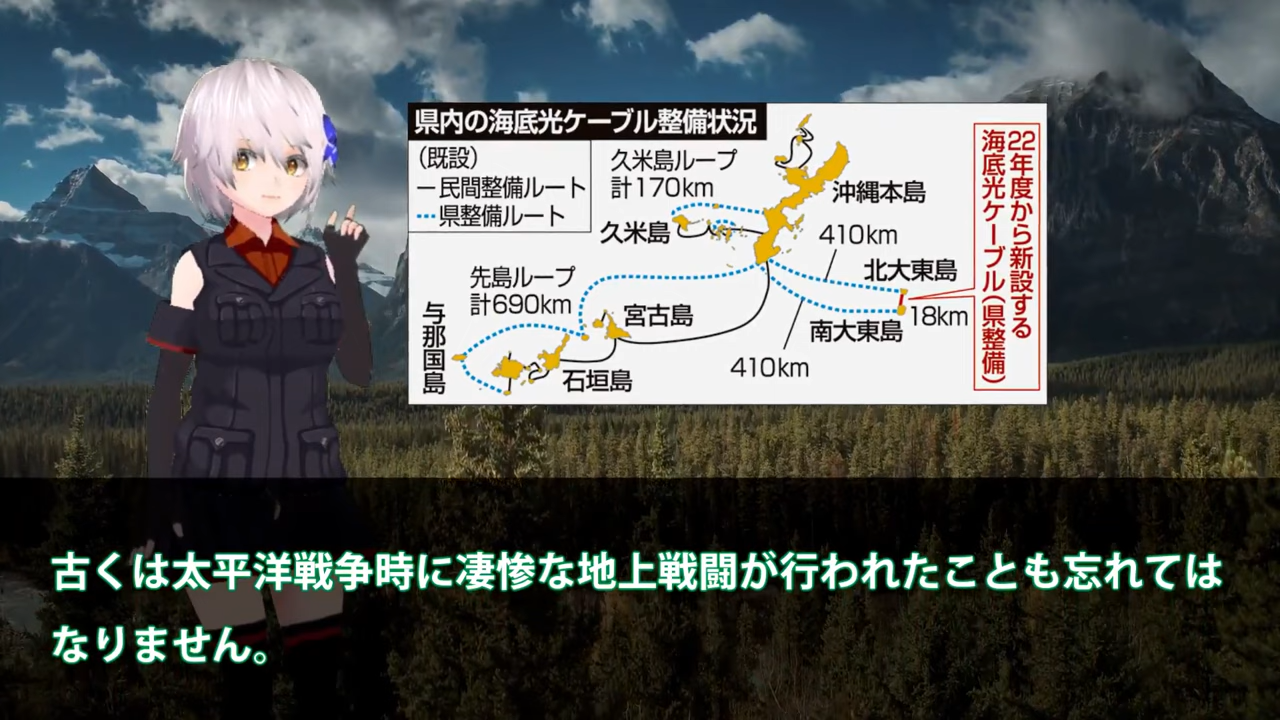 県内の海底光ケーブル整備状況
(既設)
民間整備ルート
県整備ルート
久米島ループ
計170km
久米島
沖縄本島
410km
北大東島
南大東島
18km
410km
先島ループ
計690km
宮古島
与那国島
石垣島
22年度から新設する
海底光ケーブル(県整備)
古くは太平洋戦争時に凄惨な地上戦闘が行われたことも忘れては
なりません。